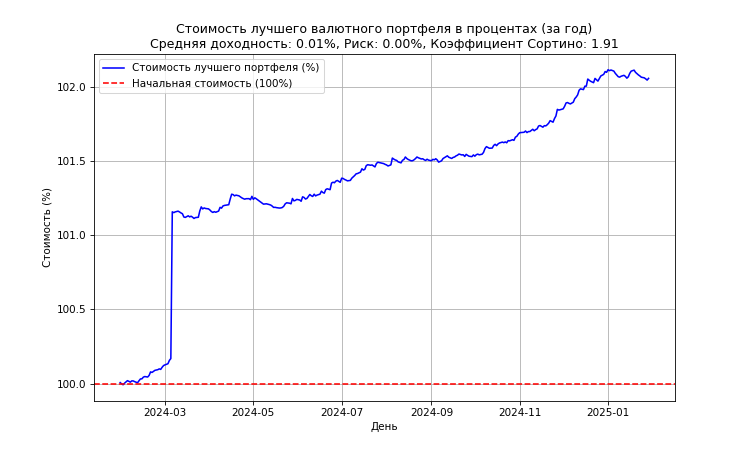 Стоимость лучшего валютного портфеля в процентах (за год)
Средняя доходность: 0.01%, Риск: 0.00%, Коэффициент Сортино: 1.91
Стоимость лучшего портфеля (%)
Начальная стоимость (100%)
Стоимость (%)
102.0
101.5
101.0
100.5
100.0
2024-03 2024-05 2024-07 2024-09 2024-11 2025-01
День